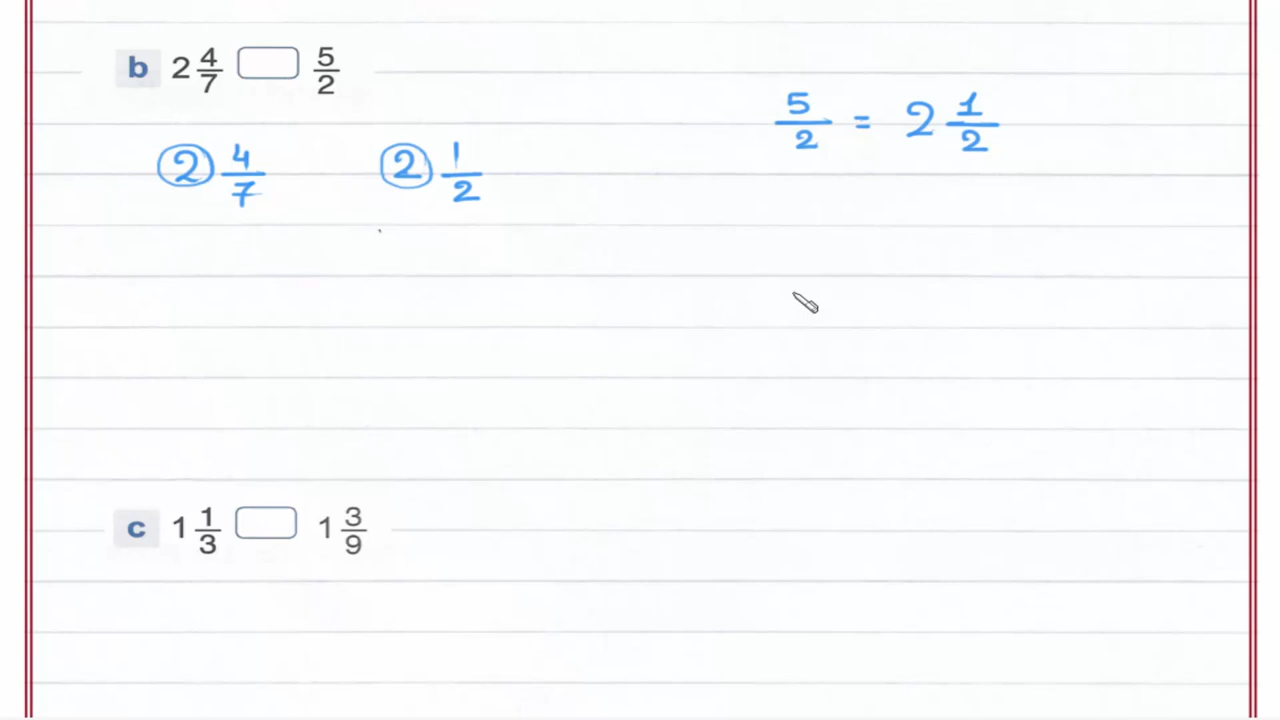 b 2 4/7 □ 5/2
5/2 = 2 1/2
2 4/7 2 1/2
c 1 1/3 □ 1 3/9